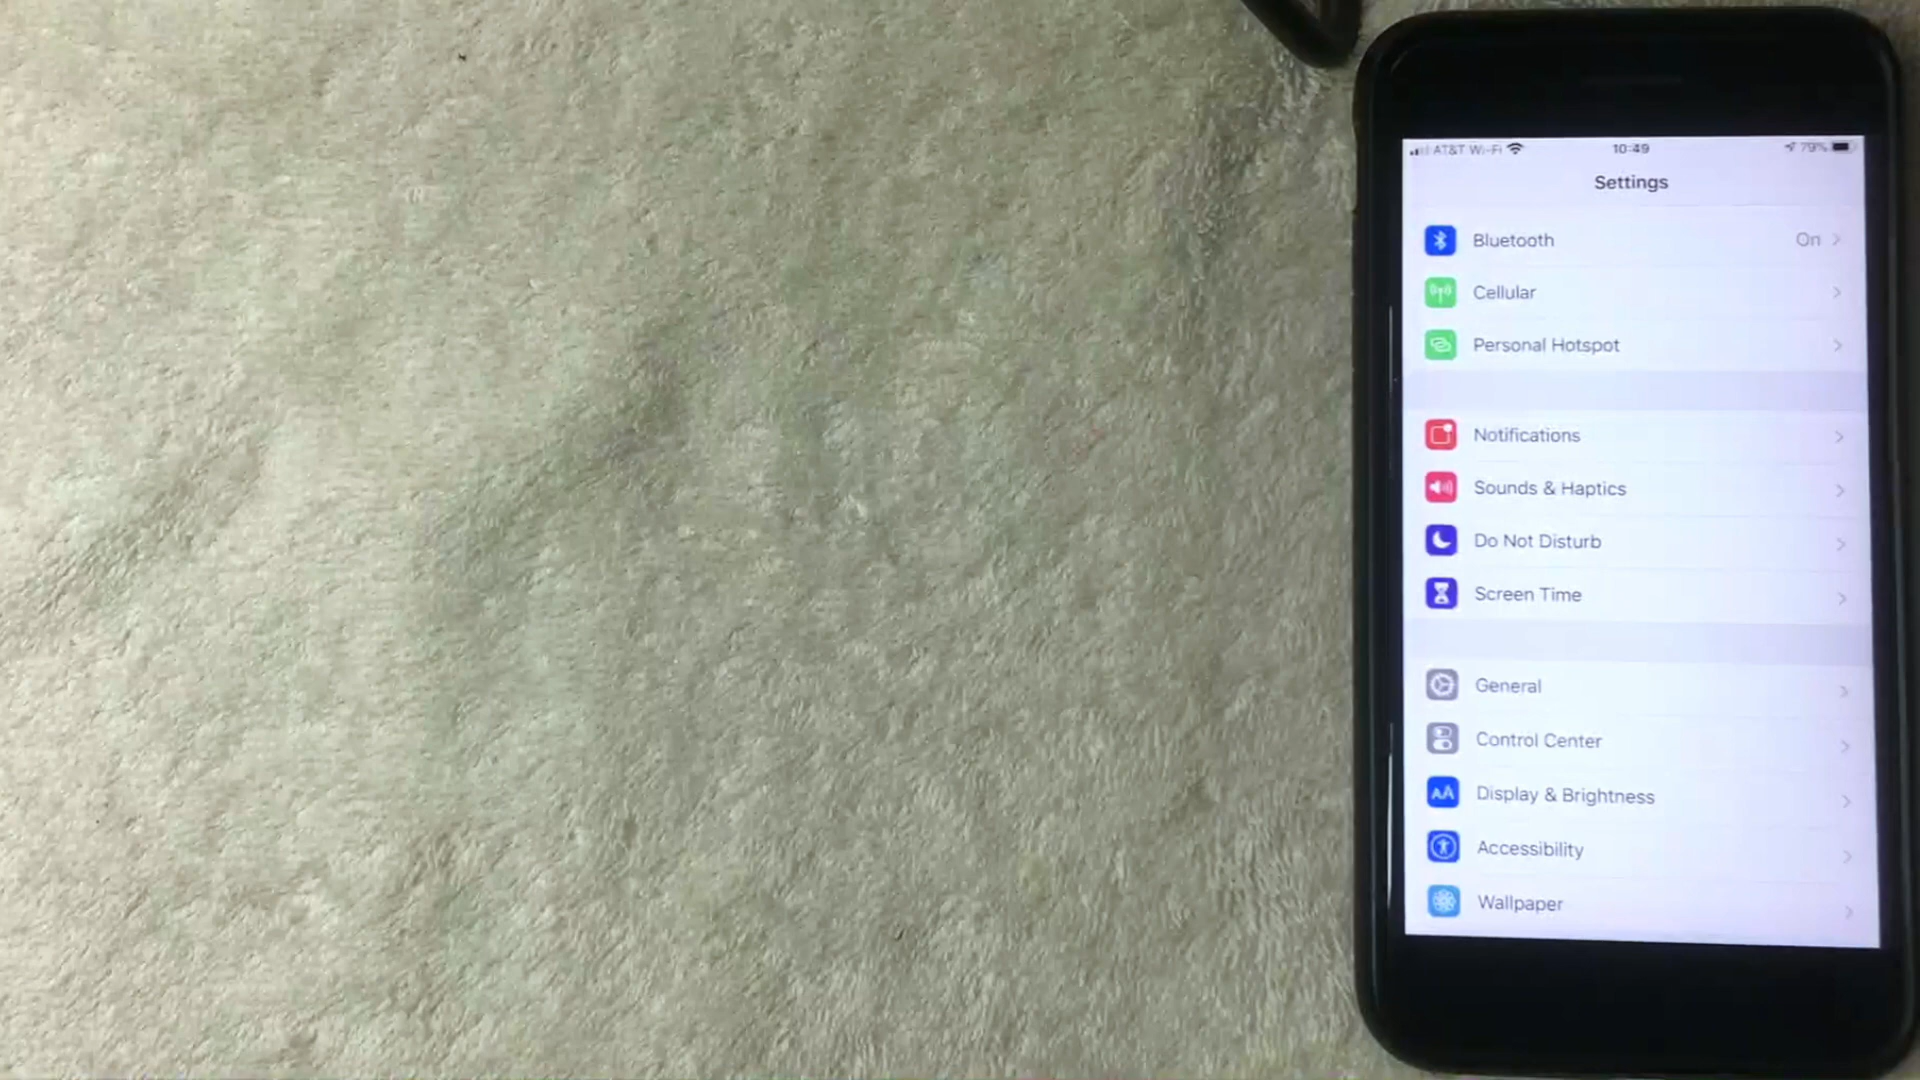 AT&T Wi-Fi 10:49 79%
Settings
Bluetooth On
Cellular
Personal Hotspot
Notifications
Sounds & Haptics
Do Not Disturb
Screen Time
General
Control Center
AA Display & Brightness
Accessibility
Wallpaper